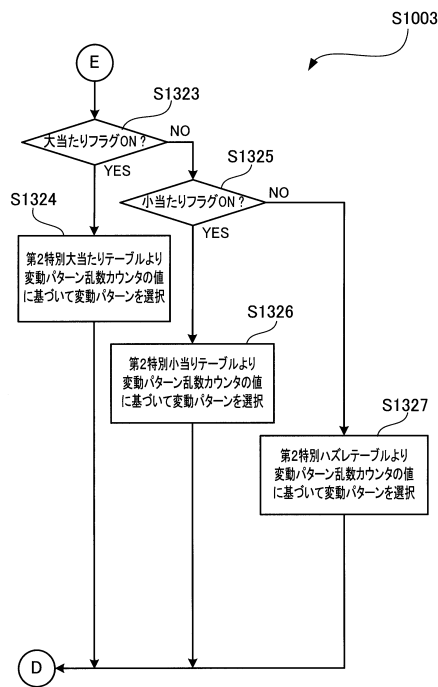 S1003
E
S1323
大当たりフラグON?
NO
YES
S1325
小当たりフラグON?
NO
YES
S1324
第2特別大当たりテーブルより
変動パターン乱数カウンタの値
に基づいて変動パターンを選択
S1326
第2特別小当りテーブルより
変動パターン乱数カウンタの値
に基づいて変動パターンを選択
S1327
第2特別ハズレテーブルより
変動パターン乱数カウンタの値
に基づいて変動パターンを選択
D